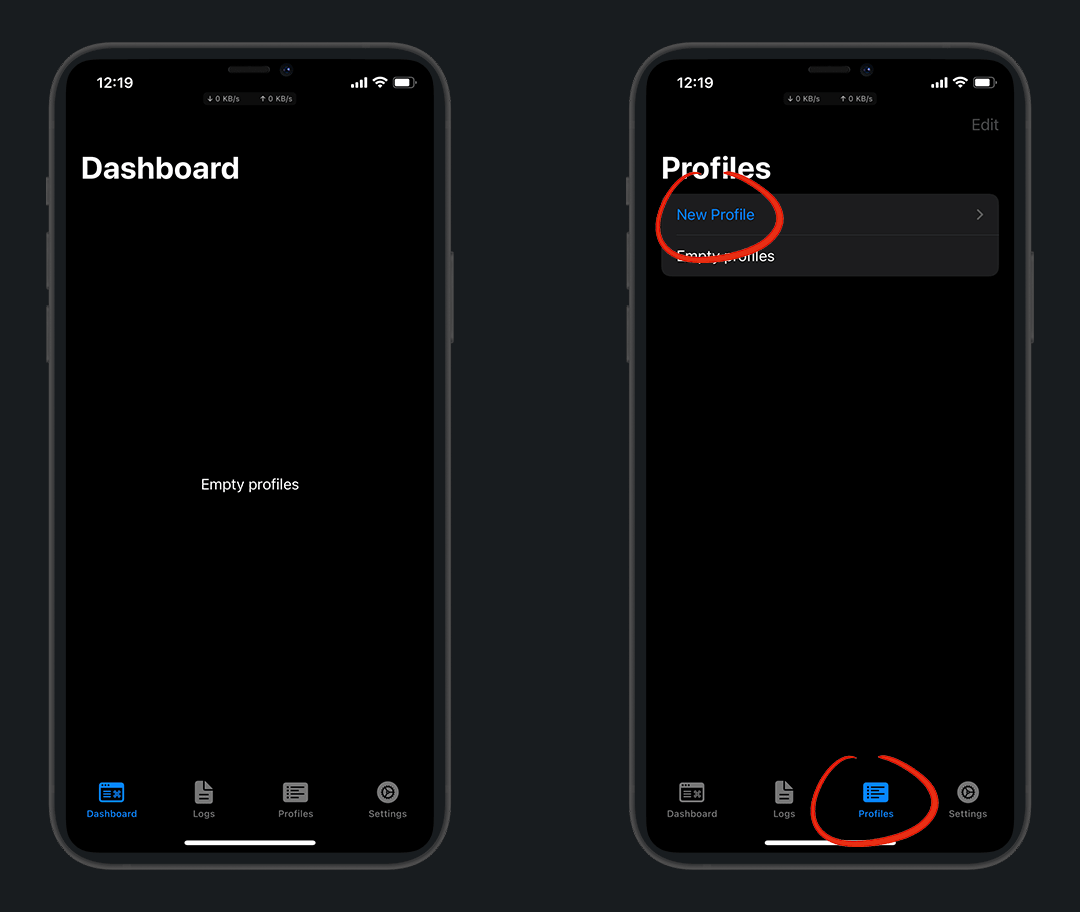 12:19
↓ 0 KB/s ↑ 0 KB/s
Dashboard
Empty profiles
Dashboard Logs Profiles Settings
12:19
↓ 0 KB/s ↑ 0 KB/s
Edit
Profiles
New Profile
Empty profiles
Dashboard Logs Profiles Settings